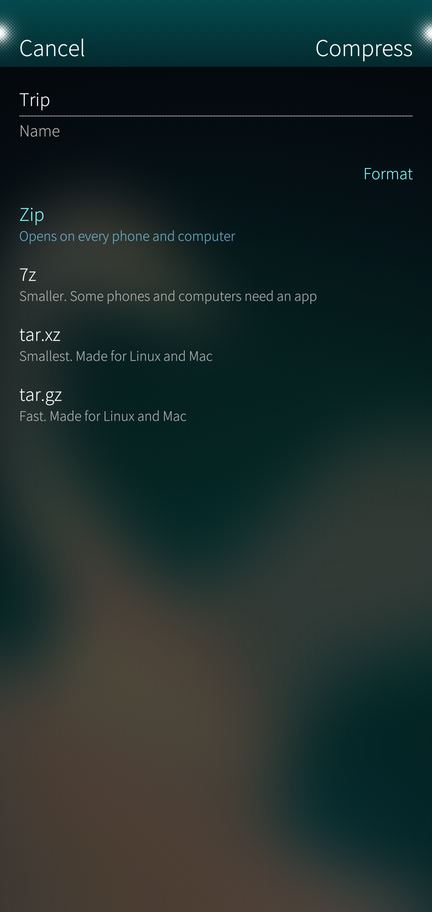 Cancel
Compress
Trip
Name
Format
Zip
Opens on every phone and computer
7z
Smaller. Some phones and computers need an app
tar.xz
Smallest. Made for Linux and Mac
tar.gz
Fast. Made for Linux and Mac